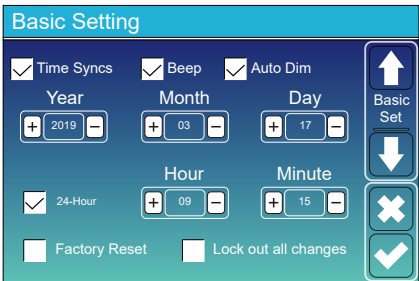 Basic Setting
Time Syncs Beep Auto Dim
Year Month Day
+ 2019 − + 03 − + 17 −
Basic
Set
Hour Minute
24-Hour + 09 − + 15 −
Factory Reset Lock out all changes